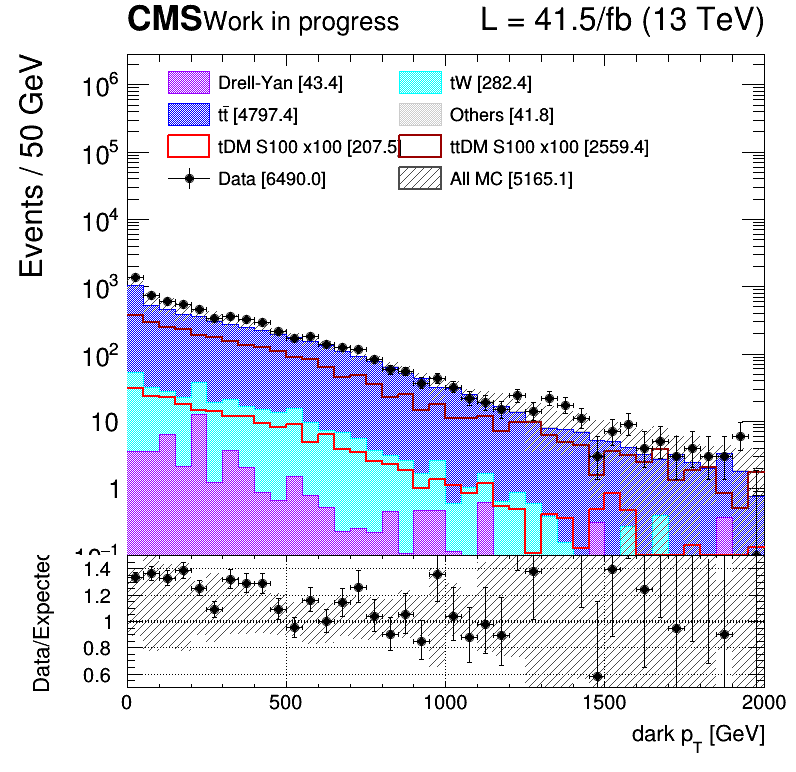 CMS Work in progress L = 41.5/fb (13 TeV)
Events / 50 GeV
10⁶
10⁵
10⁴
10³
10²
10
1
10⁻¹
Drell-Yan [43.4] tW [282.4]
tt̄ [4797.4] Others [41.8]
tDM S100 x100 [207.5] ttDM S100 x100 [2559.4]
Data [6490.0] All MC [5165.1]
Data/Expected
1.4
1.2
1
0.8
0.6
0 500 1000 1500 2000
dark p_T [GeV]